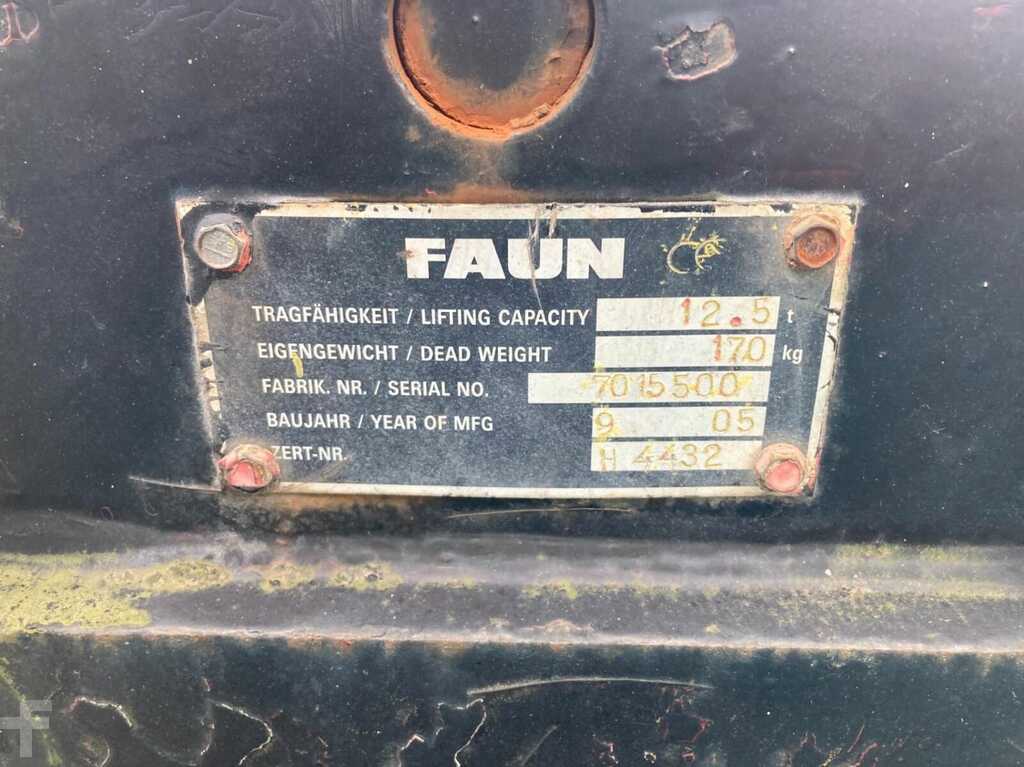 FAUN
TRAGFÄHIGKEIT / LIFTING CAPACITY 12.5 t
EIGENGEWICHT / DEAD WEIGHT 170 kg
FABRIK. NR. / SERIAL NO. 7015500
BAUJAHR / YEAR OF MFG 9 05
ZERT-NR. H 4432